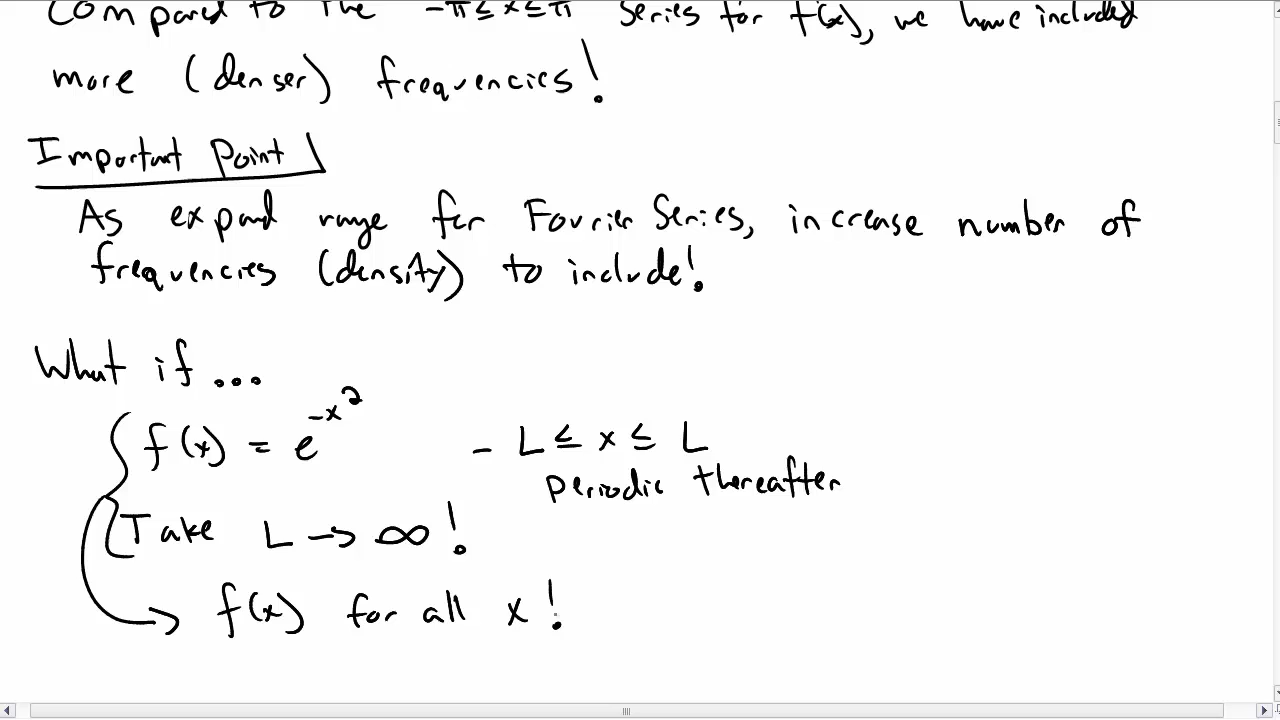 Compared to the -π ≤ x ≤ π series for f(x), we have included
more (denser) frequencies!
Important Point
As expand range for Fourier Series, increase number of
frequencies (density) to include!
What if ...
f(x) = e^{-x^2} - L ≤ x ≤ L
periodic thereafter
Take L → ∞ !
→ f(x) for all x !